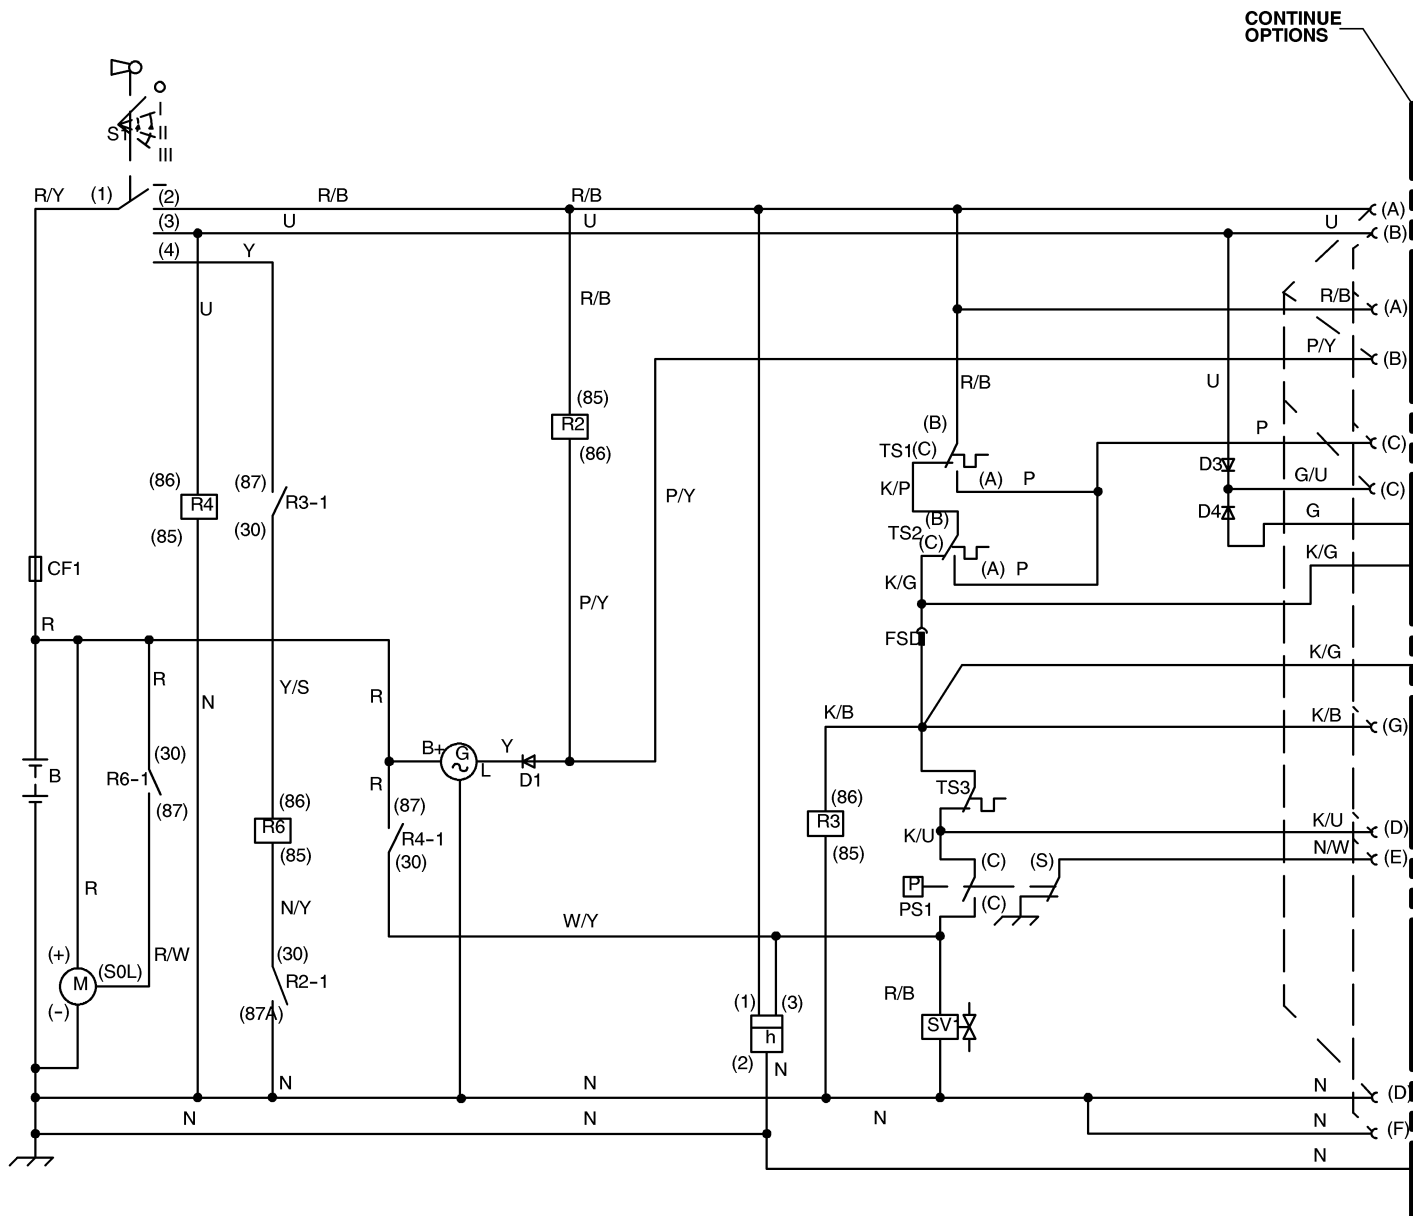 CONTINUE
OPTIONS
O
I
S1
II
III
R/Y
(1)
(2)
R/B
R/B
(A)
(3)
U
U
U
(B)
(4)
Y
R/B
U
R/B
(A)
P/Y
(B)
R/B
U
(85)
R2
(86)
(B)
TS1
(C)
P
(C)
D3
(86)
(87)
R4
R3-1
(85)
(30)
P/Y
K/P
(A)
P
G/U
(C)
(B)
TS2
(C)
D4
G
CF1
(A)
P
K/G
K/G
P/Y
R
FSD
R
Y/S
N
R
K/G
K/B
K/B
(G)
B+
G
Y
L
D1
B
(30)
R6-1
(87)
R
TS3
(86)
R6
(85)
(87)
R4-1
(30)
(86)
R3
(85)
K/U
K/U
(D)
N/W
(E)
R
(C)
(S)
P
PS1
(C)
N/Y
W/Y
(+)
M
(S0L)
(-)
R/W
(30)
R2-1
(87A)
R/B
(1)
(3)
h
(2)
N
SV1
N
N
N
(D)
N
N
N
N
(F)
N